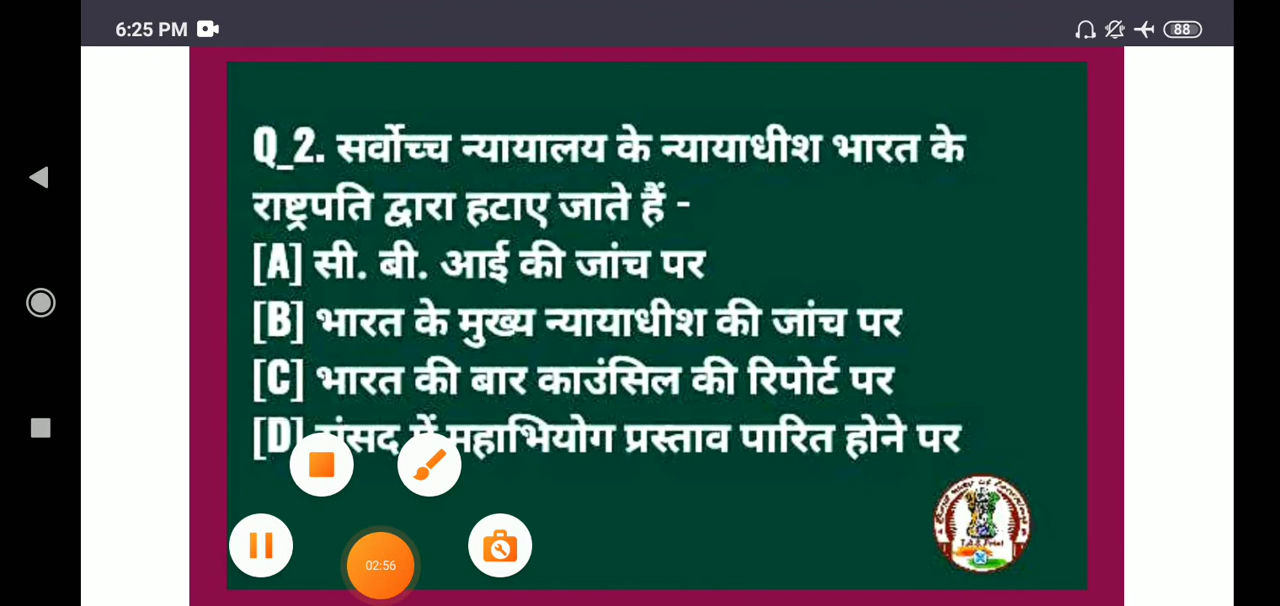 6:25 PM
88
Q_2. सर्वोच्च न्यायालय के न्यायाधीश भारत के
राष्ट्रपति द्वारा हटाए जाते हैं -
[A] सी. बी. आई की जांच पर
[B] भारत के मुख्य न्यायाधीश की जांच पर
[C] भारत की बार काउंसिल की रिपोर्ट पर
[D] संसद में महाभियोग प्रस्ताव पारित होने पर
02:56